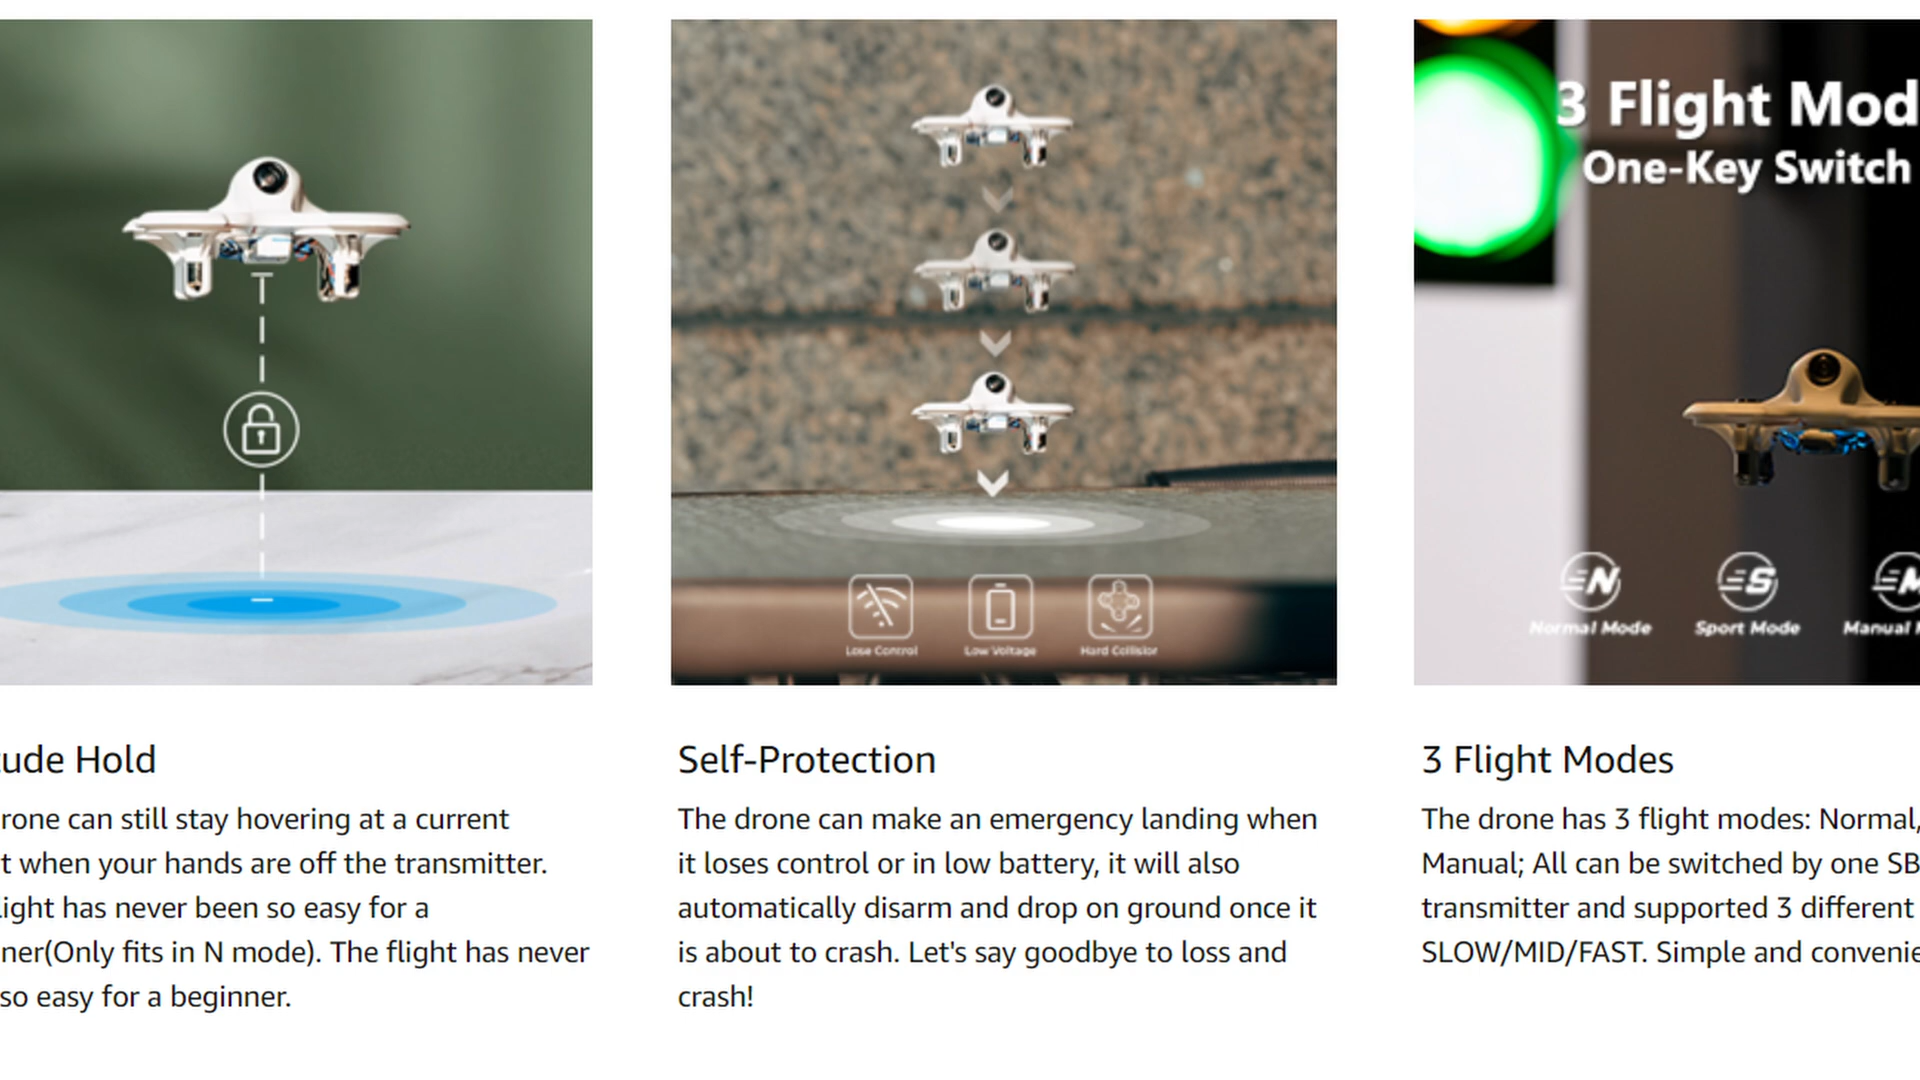 3 Flight Mod
One-Key Switch
Lose Control
Low Voltage
Hard Collision
N
S
M
Normal Mode
Sport Mode
Manual
ude Hold
rone can still stay hovering at a current
t when your hands are off the transmitter.
light has never been so easy for a
ner(Only fits in N mode). The flight has never
so easy for a beginner.
Self-Protection
The drone can make an emergency landing when
it loses control or in low battery, it will also
automatically disarm and drop on ground once it
is about to crash. Let's say goodbye to loss and
crash!
3 Flight Modes
The drone has 3 flight modes: Normal,
Manual; All can be switched by one SB
transmitter and supported 3 different
SLOW/MID/FAST. Simple and convenie